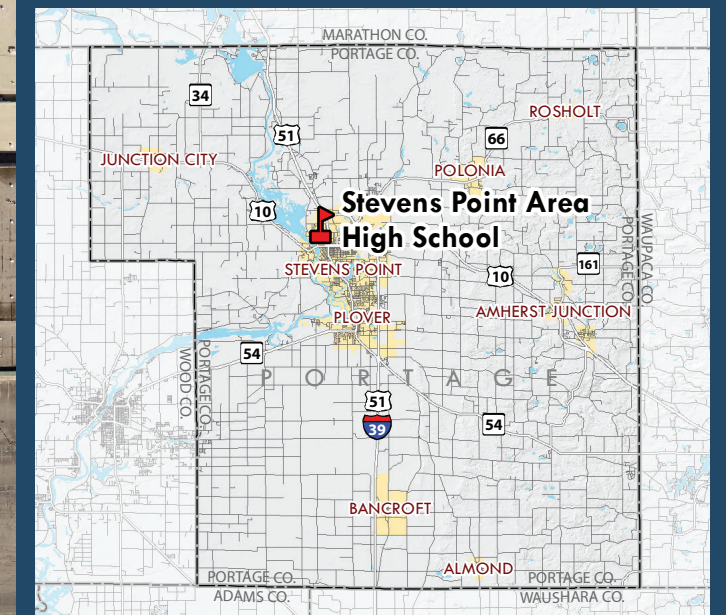 MARATHON CO.
PORTAGE CO.
34
51
ROSHOLT
66
JUNCTION CITY
POLONIA
10
Stevens Point Area
High School
STEVENS POINT
10
161
WAUPACA CO.
PORTAGE CO.
AMHERST JUNCTION
PLOVER
54
PORTAGE CO.
WOOD CO.
PORTAGE
51
39
54
BANCROFT
ALMOND
PORTAGE CO.
ADAMS CO.
PORTAGE CO.
WAUSHARA CO.